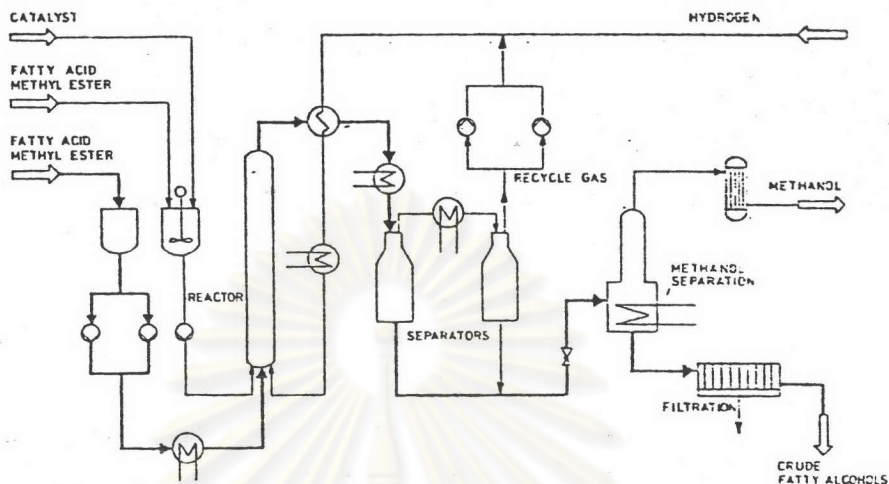 CATALYST
FATTY ACID
METHYL ESTER
FATTY ACID
METHYL ESTER
HYDROGEN
RECYCLE GAS
METHANOL
REACTOR
SEPARATORS
METHANOL
SEPARATION
FILTRATION
CRUDE
FATTY ALCOHOLS